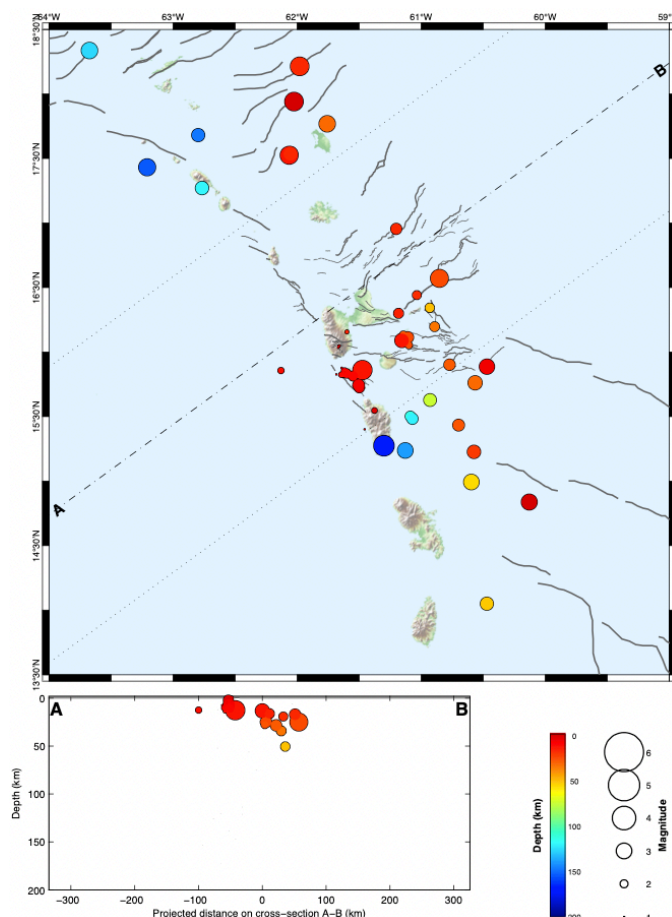 64°W 63°W 62°W 61°W 60°W 59°
18°30'N
B
17°30'N
16°30'N
15°30'N
A
14°30'N
13°30'N
A B
0
50
100
150
200
Depth (km)
−300 −200 −100 0 100 200 300
Projected distance on cross−section A−B (km)
Depth (km)
0
50
100
150
200
6
5
4
3
2
Magnitude